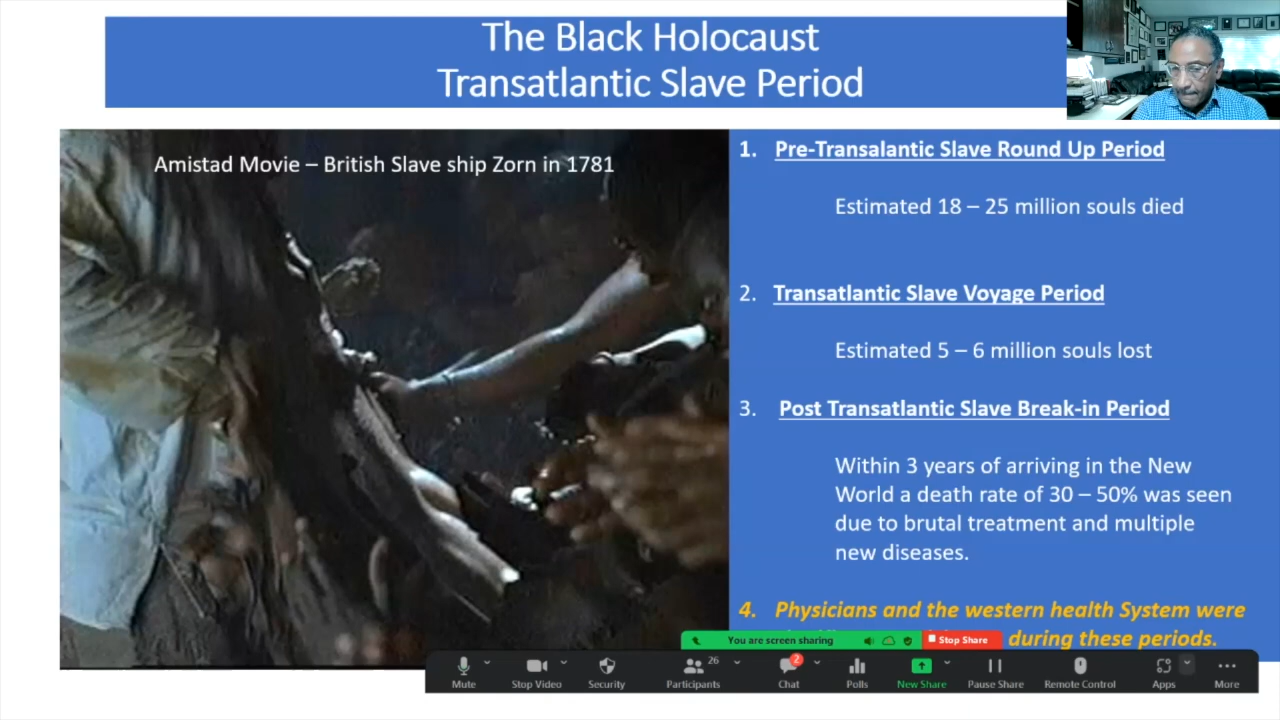 The Black Holocaust
Transatlantic Slave Period
Amistad Movie – British Slave ship Zorn in 1781
1. Pre-Transalantic Slave Round Up Period
Estimated 18 – 25 million souls died
2. Transatlantic Slave Voyage Period
Estimated 5 – 6 million souls lost
3. Post Transatlantic Slave Break-in Period
Within 3 years of arriving in the New
World a death rate of 30 – 50% was seen
due to brutal treatment and multiple
new diseases.
4. Physicians and the western health System were
during these periods.
You are screen sharing
Stop Share
26
2
Mute
Stop Video
Security
Participants
Chat
Polls
New Share
Pause Share
Remote Control
Apps
More